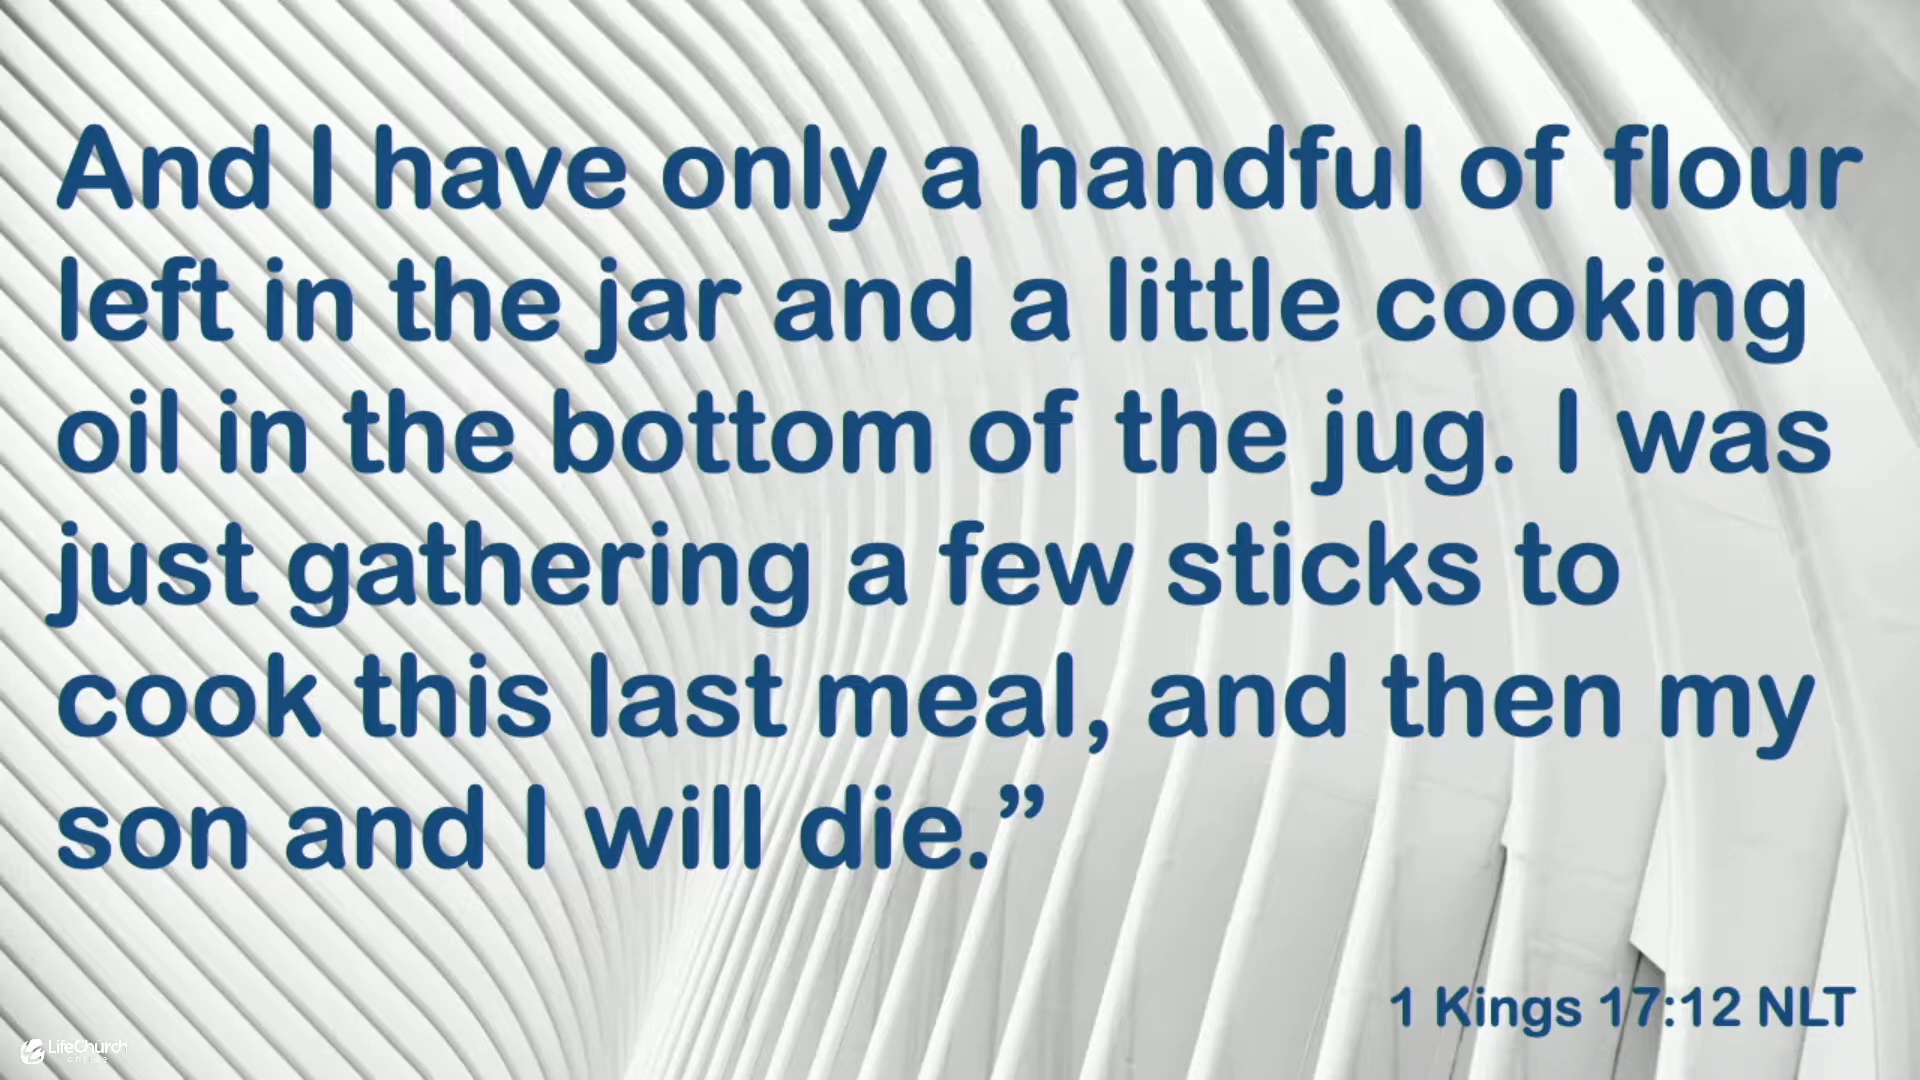 And I have only a handful of flour
left in the jar and a little cooking
oil in the bottom of the jug. I was
just gathering a few sticks to
cook this last meal, and then my
son and I will die.”
1 Kings 17:12 NLT
LifeChurch